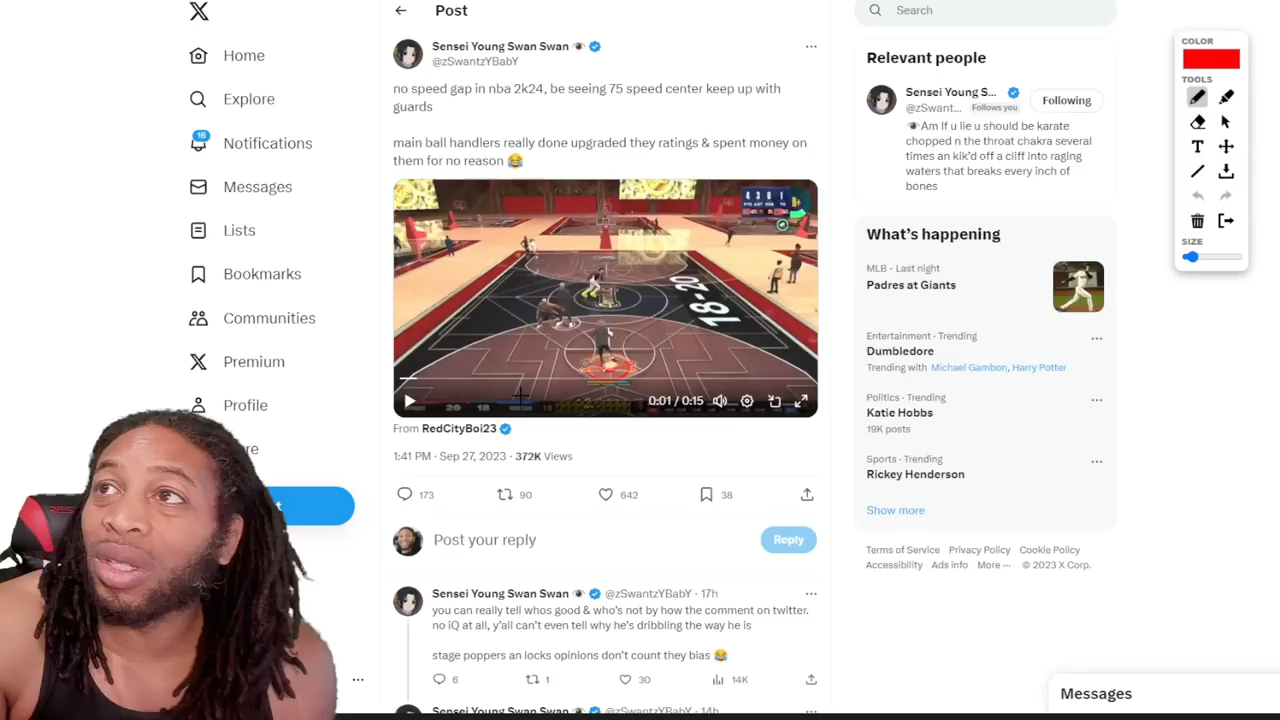 Home
Explore
16
Notifications
Messages
Lists
Bookmarks
Communities
Premium
Profile
Post
Sensei Young Swan Swan
@zSwantzYBabY
no speed gap in nba 2k24, be seeing 75 speed center keep up with
guards
main ball handlers really done upgraded they ratings & spent money on
them for no reason 😂
18-20
20
18
0:01 / 0:15
From RedCityBoi23
1:41 PM · Sep 27, 2023 · 372K Views
173
90
642
38
Post your reply
Reply
Sensei Young Swan Swan 👁 @zSwantzYBabY · 17h
you can really tell whos good & who's not by how the comment on twitter.
no iQ at all, y'all can't even tell why he's dribbling the way he is
stage poppers an locks opinions don't count they bias 😂
6
1
30
14K
Search
Relevant people
Sensei Young S...
@zSwant... Follows you
Following
👁Am If u lie u should be karate
chopped n the throat chakra several
times an kik'd off a cliff into raging
waters that breaks every inch of
bones
What's happening
MLB · Last night
Padres at Giants
Entertainment · Trending
Dumbledore
Trending with Michael Gambon, Harry Potter
Politics · Trending
Katie Hobbs
19K posts
Sports · Trending
Rickey Henderson
Show more
Terms of Service Privacy Policy Cookie Policy
Accessibility Ads info More ··· © 2023 X Corp.
Messages
COLOR
TOOLS
T
SIZE